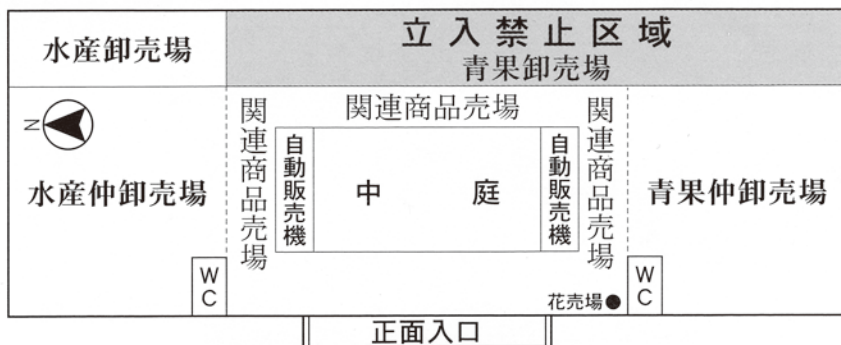 水産卸売場
立入禁止区域
青果卸売場
N
水産仲卸売場
関連商品売場
関連商品売場
関連商品売場
自動販売機
中庭
自動販売機
青果仲卸売場
WC
花売場
WC
正面入口